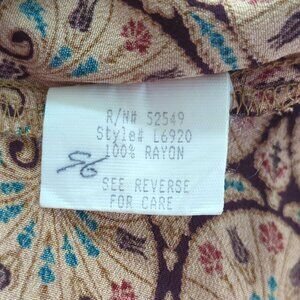 R/N# 52549
Style# L6920
100% RAYON
SEE REVERSE
FOR CARE